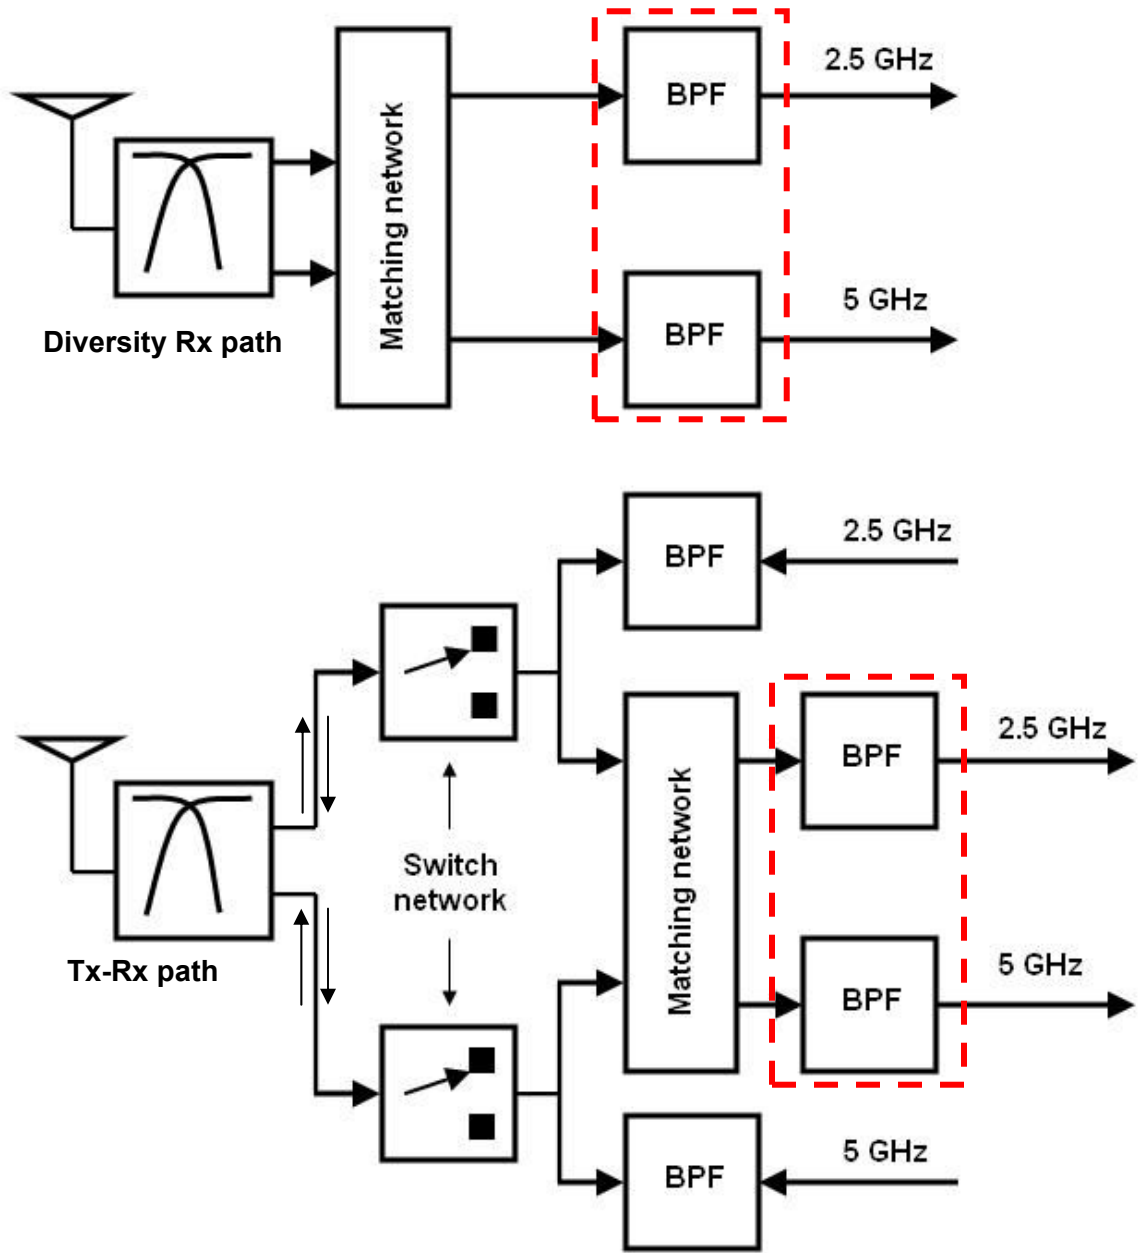 2.5 GHz
BPF
Matching network
5 GHz
BPF
Diversity Rx path
2.5 GHz
BPF
2.5 GHz
BPF
Switch
network
Matching network
Tx-Rx path
5 GHz
BPF
5 GHz
BPF